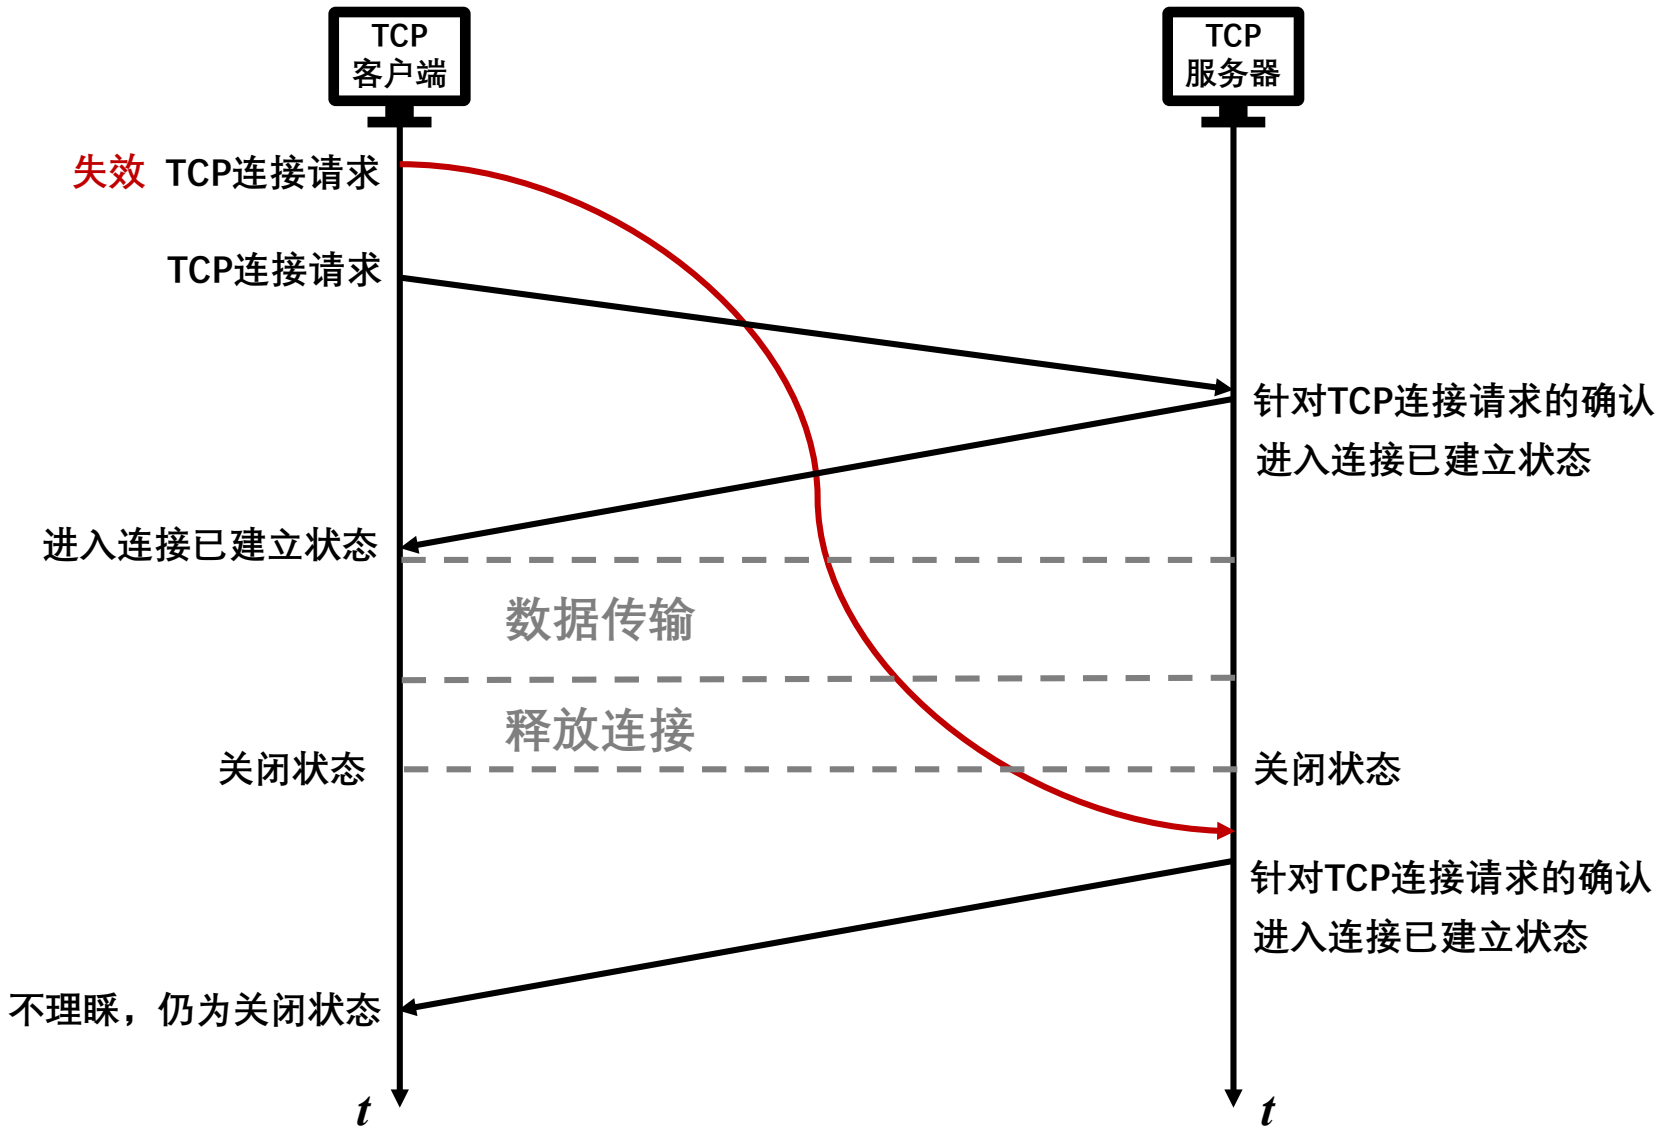 TCP
客户端
TCP
服务器
失效 TCP连接请求
TCP连接请求
针对TCP连接请求的确认
进入连接已建立状态
进入连接已建立状态
数据传输
释放连接
关闭状态
关闭状态
针对TCP连接请求的确认
进入连接已建立状态
不理睬，仍为关闭状态
t
t